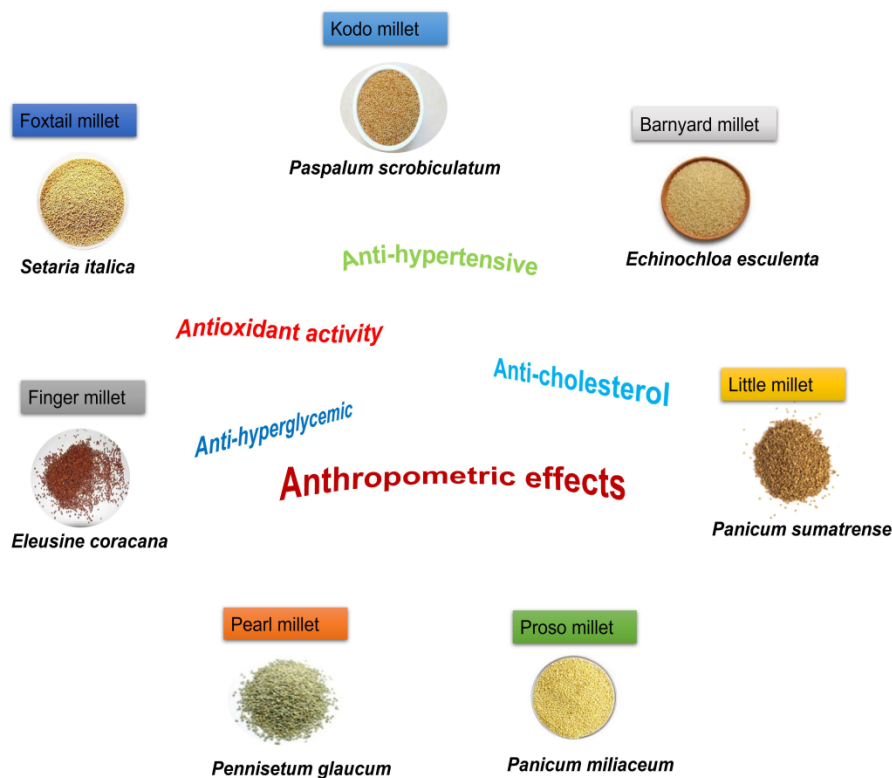 Kodo millet
Paspalum scrobiculatum
Foxtail millet
Setaria italica
Barnyard millet
Echinochloa esculenta
Anti-hypertensive
Antioxidant activity
Anti-cholesterol
Anti-hyperglycemic
Anthropometric effects
Finger millet
Eleusine coracana
Little millet
Panicum sumatrense
Pearl millet
Pennisetum glaucum
Proso millet
Panicum miliaceum